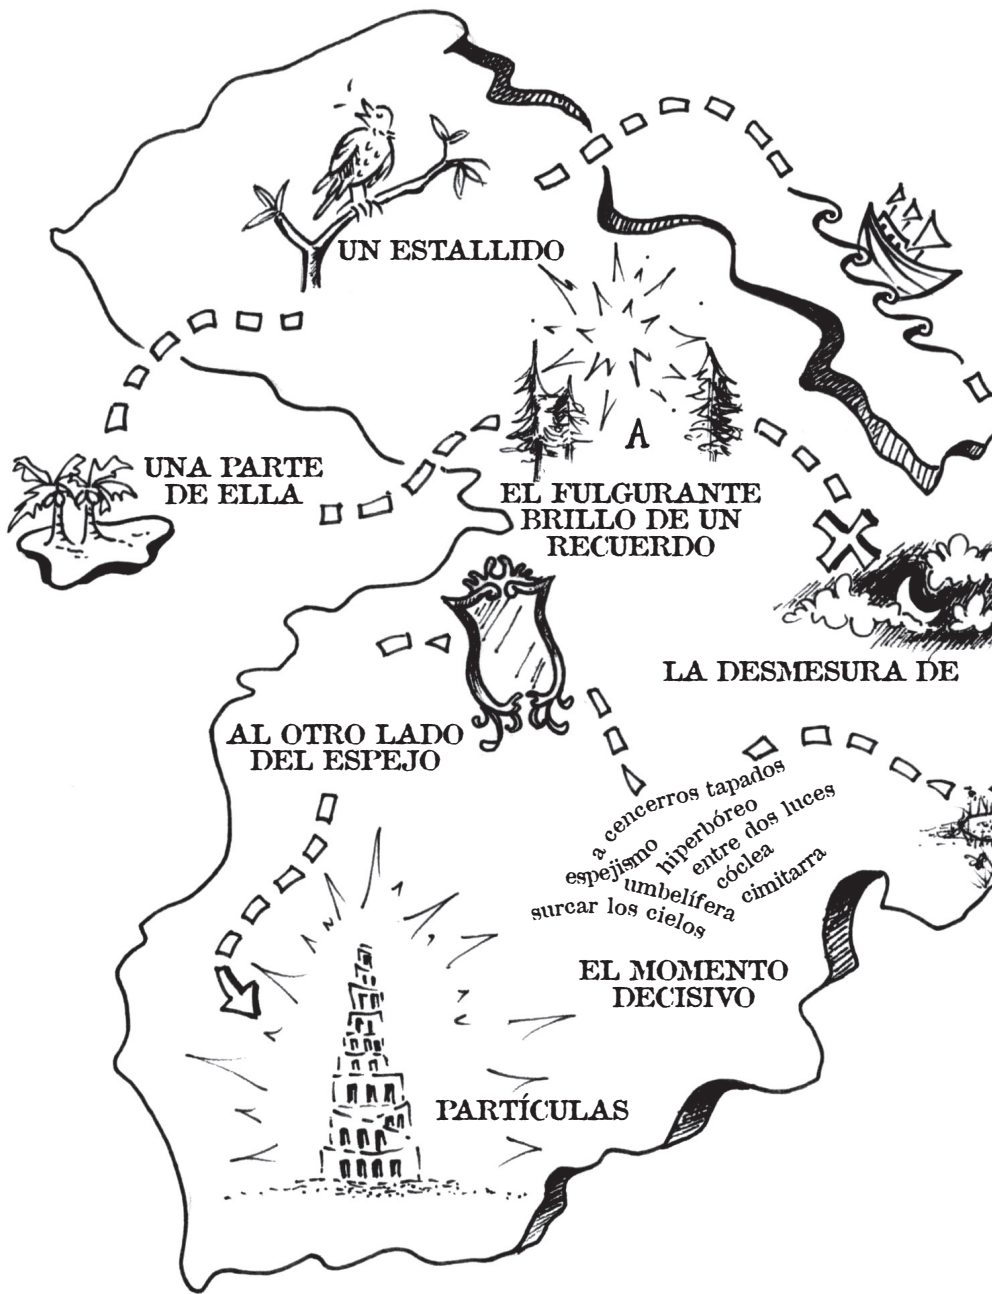 UN ESTALLIDO
A
UNA PARTE
DE ELLA
EL FULGURANTE
BRILLO DE UN
RECUERDO
LA DESMESURA DE
AL OTRO LADO
DEL ESPEJO
a cencerros tapados
hiperbóreo
entre dos luces
espejismo
cóclea
umbelífera
cimitarra
surcar los cielos
EL MOMENTO
DECISIVO
PARTÍCULAS